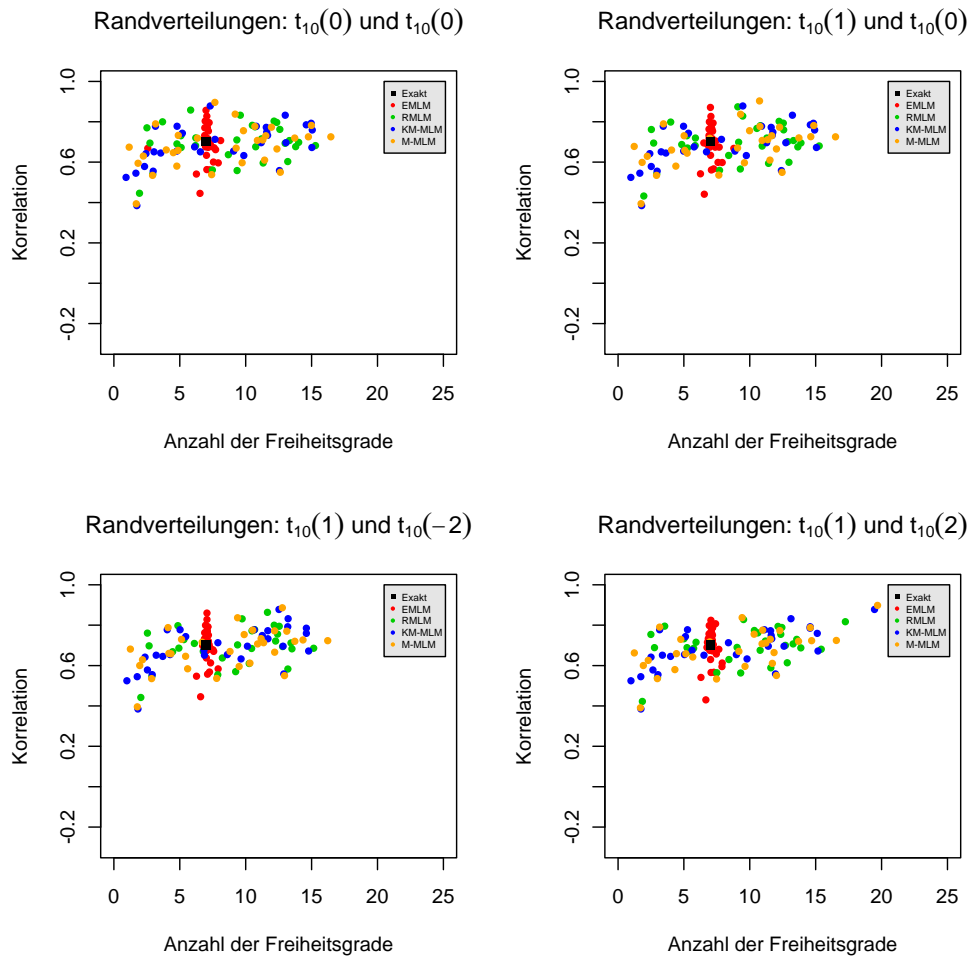 Randverteilungen: t₁₀(0) und t₁₀(0)
1.0
0.6
0.2
-0.2
Korrelation
Exakt
EMLM
RMLM
KM-MLM
M-MLM
0 5 10 15 20 25
Anzahl der Freiheitsgrade
Randverteilungen: t₁₀(1) und t₁₀(0)
1.0
0.6
0.2
-0.2
Korrelation
Exakt
EMLM
RMLM
KM-MLM
M-MLM
0 5 10 15 20 25
Anzahl der Freiheitsgrade
Randverteilungen: t₁₀(1) und t₁₀(−2)
1.0
0.6
0.2
-0.2
Korrelation
Exakt
EMLM
RMLM
KM-MLM
M-MLM
0 5 10 15 20 25
Anzahl der Freiheitsgrade
Randverteilungen: t₁₀(1) und t₁₀(2)
1.0
0.6
0.2
-0.2
Korrelation
Exakt
EMLM
RMLM
KM-MLM
M-MLM
0 5 10 15 20 25
Anzahl der Freiheitsgrade